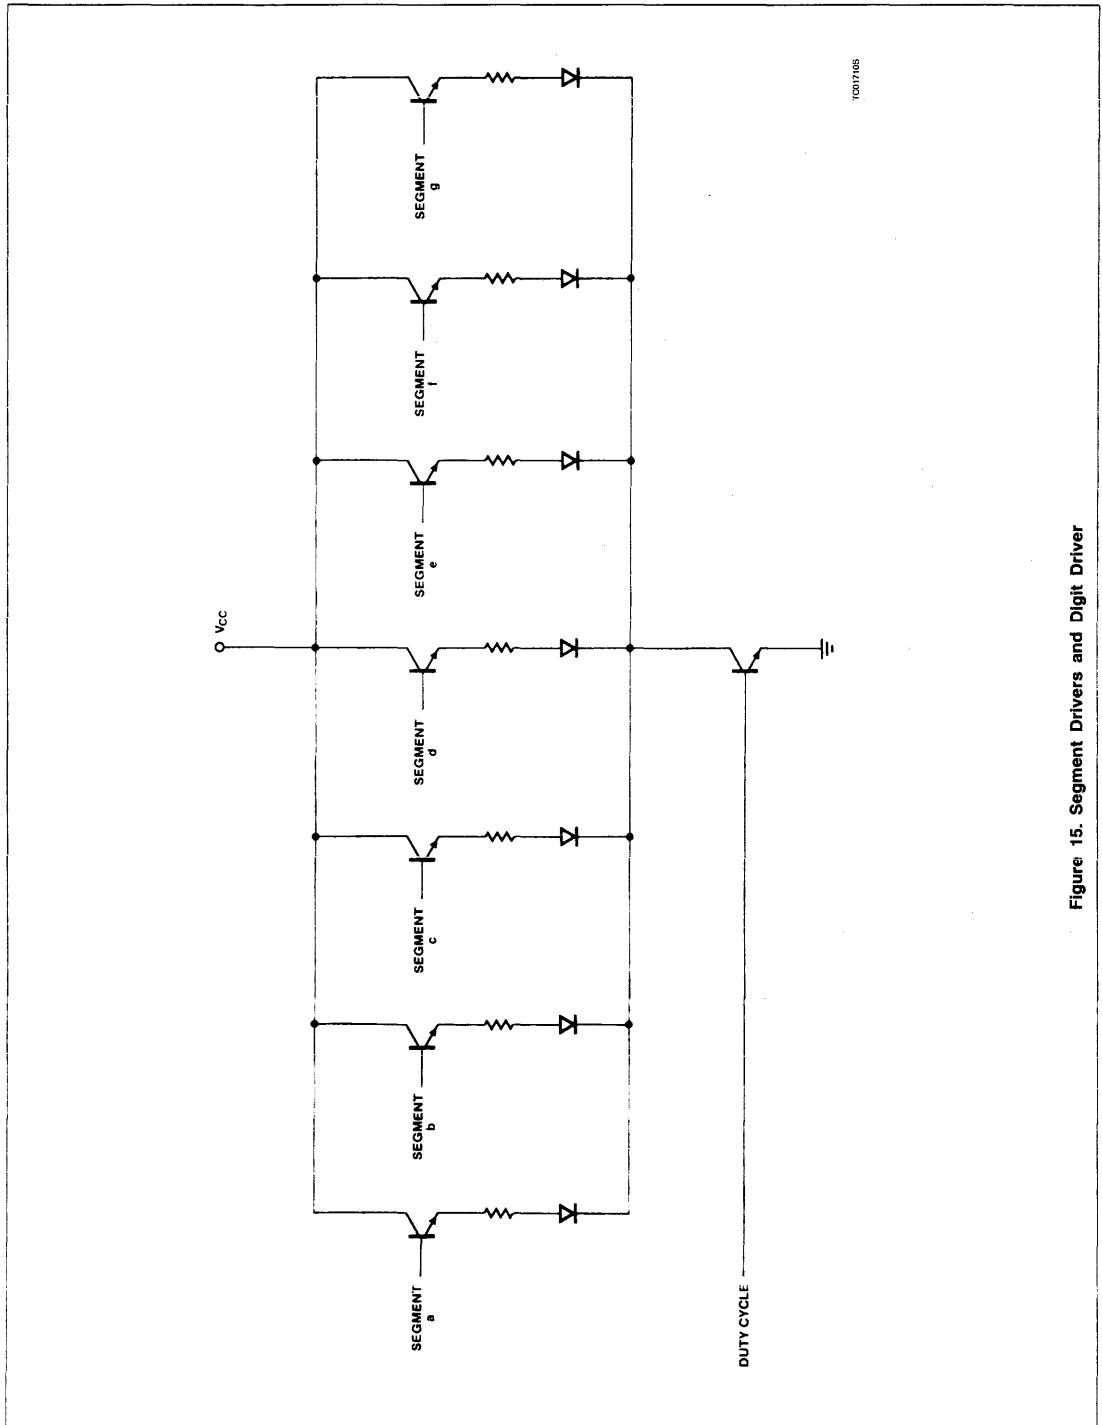 VCC
SEGMENT
a
SEGMENT
b
SEGMENT
c
SEGMENT
d
SEGMENT
e
SEGMENT
f
SEGMENT
g
DUTY CYCLE
TC01710S
Figure 15. Segment Drivers and Digit Driver